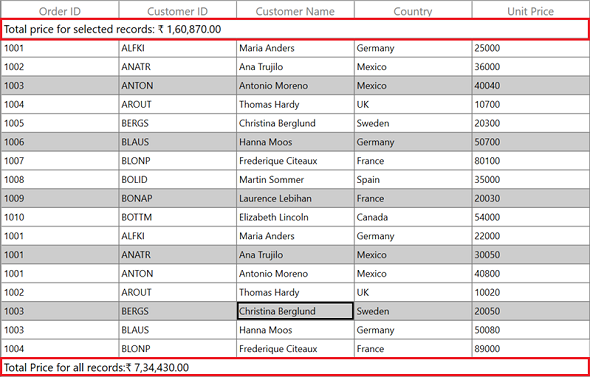 Order ID Customer ID Customer Name Country Unit Price
Total price for selected records: ₹ 1,60,870.00
1001 ALFKI Maria Anders Germany 25000
1002 ANATR Ana Trujilo Mexico 36000
1003 ANTON Antonio Moreno Mexico 40040
1004 AROUT Thomas Hardy UK 10700
1005 BERGS Christina Berglund Sweden 20300
1006 BLAUS Hanna Moos Germany 50700
1007 BLONP Frederique Citeaux France 80100
1008 BOLID Martin Sommer Spain 35000
1009 BONAP Laurence Lebihan France 20030
1010 BOTTM Elizabeth Lincoln Canada 54000
1001 ALFKI Maria Anders Germany 22000
1001 ANATR Ana Trujilo Mexico 30050
1001 ANTON Antonio Moreno Mexico 40800
1002 AROUT Thomas Hardy UK 10020
1003 BERGS Christina Berglund Sweden 20050
1003 BLAUS Hanna Moos Germany 50080
1004 BLONP Frederique Citeaux France 89000
Total Price for all records:₹ 7,34,430.00